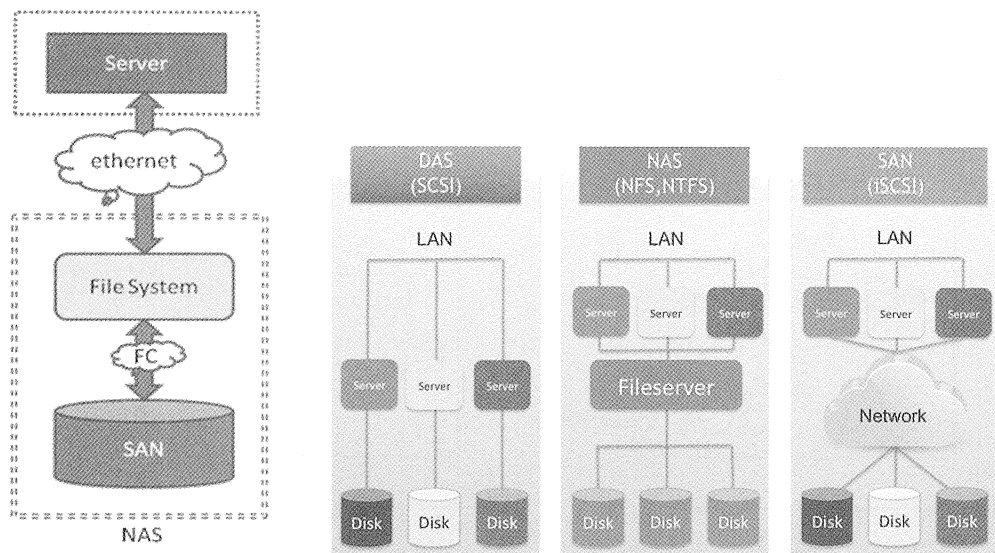 Server
ethernet
File System
FC
SAN
NAS
DAS
(SCSI)
LAN
Server
Server
Server
Disk
Disk
Disk
NAS
(NFS,NTFS)
LAN
Server
Server
Server
Fileserver
Disk
Disk
Disk
SAN
(iSCSI)
LAN
Server
Server
Server
Network
Disk
Disk
Disk